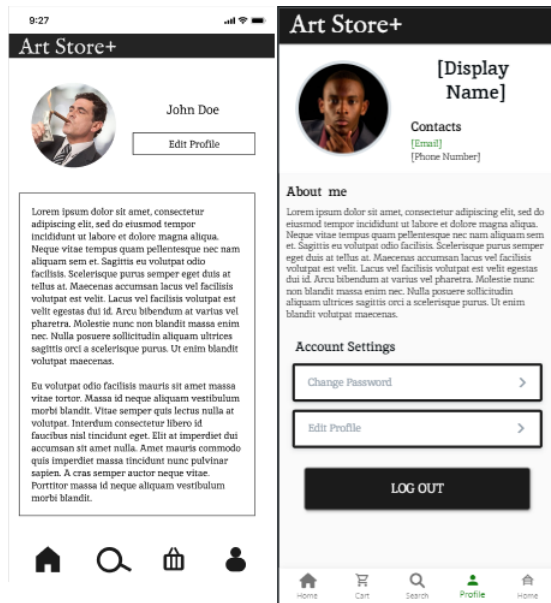 9:27
Art Store+
John Doe
Edit Profile
Lorem ipsum dolor sit amet, consectetur
adipiscing elit, sed do eiusmod tempor
incididunt ut labore et dolore magna aliqua.
Neque vitae tempus quam pellentesque nec nam
aliquam sem et. Sagittis eu volutpat odio
facilisis. Scelerisque purus semper eget duis at
tellus at. Maecenas accumsan lacus vel facilisis
volutpat est velit. Lacus vel facilisis volutpat est
velit egestas dui id. Arcu bibendum at varius vel
pharetra. Molestie nunc non blandit massa enim
nec. Nulla posuere sollicitudin aliquam ultrices
sagittis orci a scelerisque purus. Ut enim blandit
volutpat maecenas.
Eu volutpat odio facilisis mauris sit amet massa
vitae tortor. Massa id neque aliquam vestibulum
morbi blandit. Vitae semper quis lectus nulla at
volutpat. Interdum consectetur libero id
faucibus nisl tincidunt eget. Elit at imperdiet dui
accumsan sit amet nulla. Amet mauris commodo
quis imperdiet massa tincidunt nunc pulvinar
sapien. A cras semper auctor neque vitae.
Porttitor massa id neque aliquam vestibulum
morbi blandit.
Art Store+
[Display
Name]
Contacts
[Email]
[Phone Number]
About me
Lorem ipsum dolor sit amet, consectetur adipiscing elit, sed do
eiusmod tempor incididunt ut labore et dolore magna aliqua.
Neque vitae tempus quam pellentesque nec nam aliquam sem
et. Sagittis eu volutpat odio facilisis. Scelerisque purus semper
eget duis at tellus at. Maecenas accumsan lacus vel facilisis
volutpat est velit. Lacus vel facilisis volutpat est velit egestas
dui id. Arcu bibendum at varius vel pharetra. Molestie nunc
non blandit massa enim nec. Nulla posuere sollicitudin
aliquam ultrices sagittis orci a scelerisque purus. Ut enim
blandit volutpat maecenas.
Account Settings
Change Password
Edit Profile
LOG OUT
Home Cart Search Profile Home